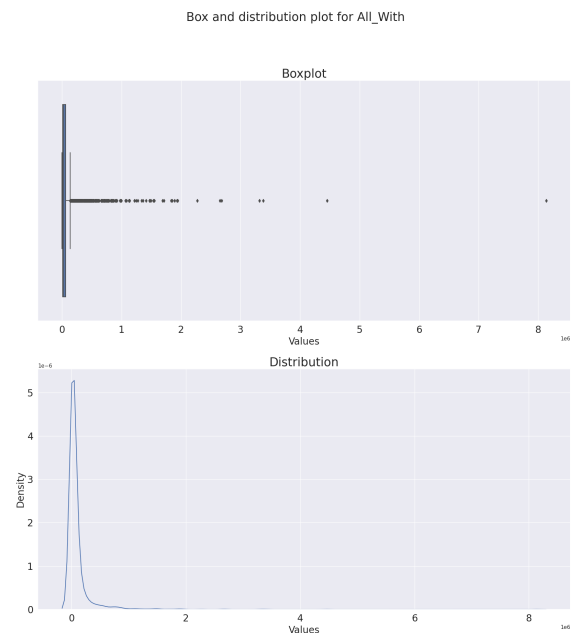 Box and distribution plot for All_With
Boxplot
0 1 2 3 4 5 6 7 8
Values
1e6
Distribution
1e−6
5
4
3
2
1
0
Density
0 2 4 6 8
Values
1e6